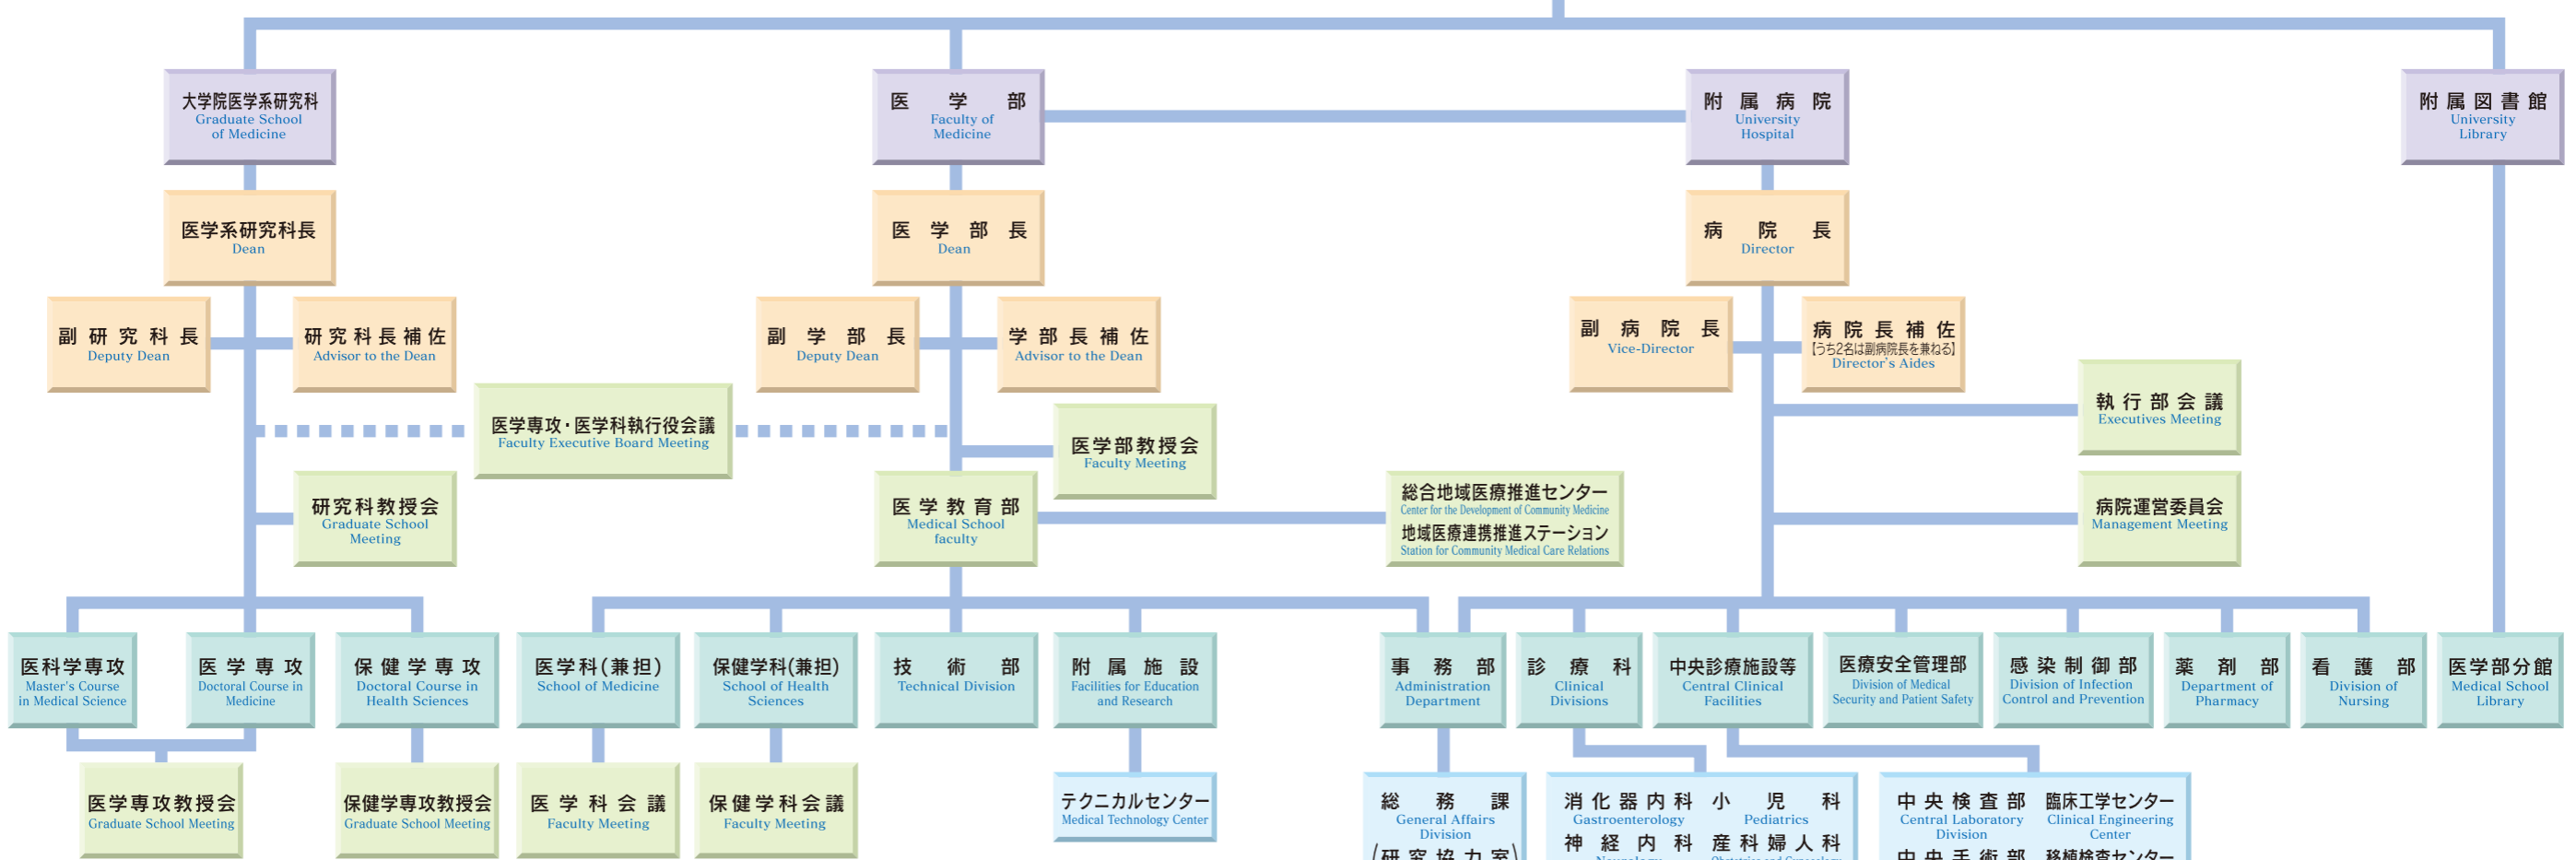 大学院医学系研究科
Graduate School
of Medicine
医学部
Faculty of
Medicine
附属病院
University
Hospital
附属図書館
University
Library
医学系研究科長
Dean
医学部長
Dean
病院長
Director
副研究科長
Deputy Dean
研究科長補佐
Advisor to the Dean
副学部長
Deputy Dean
学部長補佐
Advisor to the Dean
副病院長
Vice-Director
病院長補佐
【うち2名は副病院長を兼ねる】
Director's Aides
医学専攻・医学科執行役会議
Faculty Executive Board Meeting
医学部教授会
Faculty Meeting
執行部会議
Executives Meeting
研究科教授会
Graduate School
Meeting
医学教育部
Medical School
faculty
総合地域医療推進センター
Center for the Development of Community Medicine
地域医療連携推進ステーション
Station for Community Medical Care Relations
病院運営委員会
Management Meeting
医科学専攻
Master's Course
in Medical Science
医学専攻
Doctoral Course in
Medicine
保健学専攻
Doctoral Course in
Health Sciences
医学科(兼担)
School of Medicine
保健学科(兼担)
School of Health
Sciences
技術部
Technical Division
附属施設
Facilities for Education
and Research
事務部
Administration
Department
診療科
Clinical
Divisions
中央診療施設等
Central Clinical
Facilities
医療安全管理部
Division of Medical
Security and Patient Safety
感染制御部
Division of Infection
Control and Prevention
薬剤部
Department of
Pharmacy
看護部
Division of
Nursing
医学部分館
Medical School
Library
医学専攻教授会
Graduate School Meeting
保健学専攻教授会
Graduate School Meeting
医学科会議
Faculty Meeting
保健学科会議
Faculty Meeting
テクニカルセンター
Medical Technology Center
総務課
General Affairs
Division
(研究協力室)
消化器内科
Gastroenterology
神経内科
Neurology
小児科
Pediatrics
産科婦人科
Obstetrics and Gynecology
中央検査部
Central Laboratory
Division
中央手術部
臨床工学センター
Clinical Engineering
Center
移植検査センター